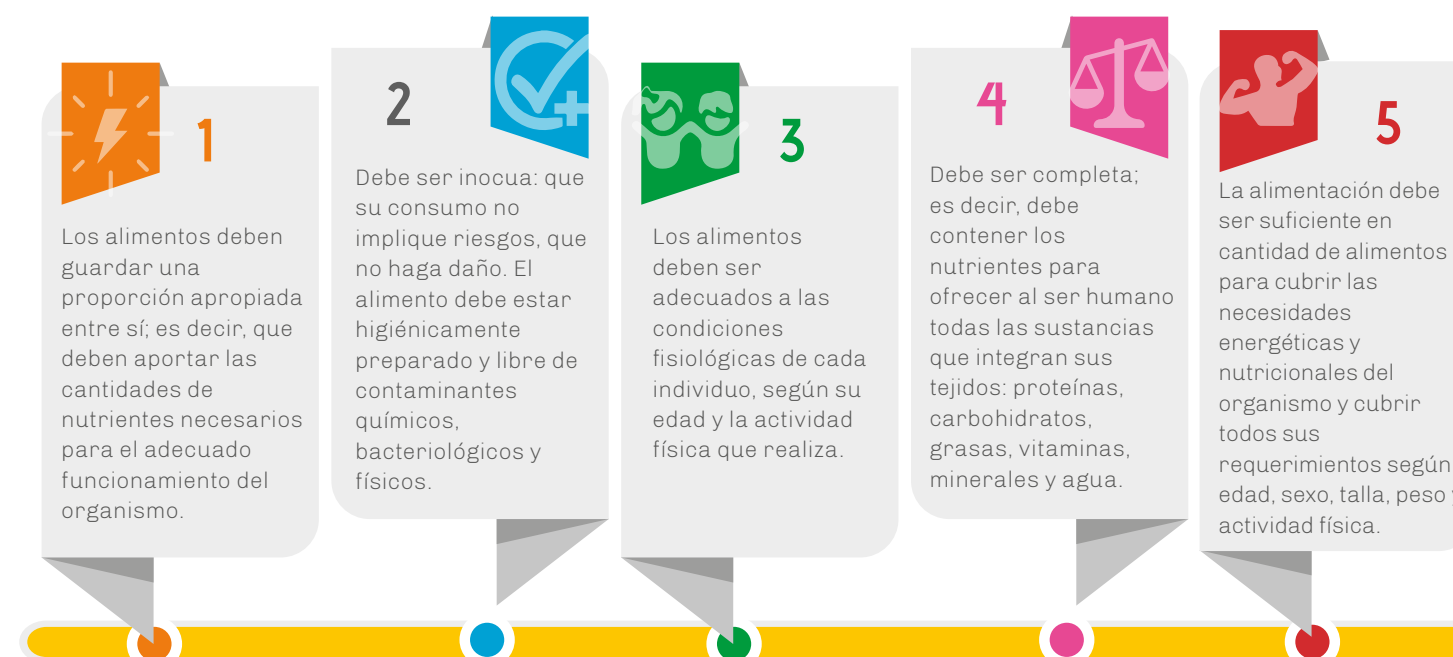 1
Los alimentos deben
guardar una
proporción apropiada
entre sí; es decir, que
deben aportar las
cantidades de
nutrientes necesarios
para el adecuado
funcionamiento del
organismo.
2
Debe ser inocua: que
su consumo no
implique riesgos, que
no haga daño. El
alimento debe estar
higiénicamente
preparado y libre de
contaminantes
químicos,
bacteriológicos y
físicos.
3
Los alimentos
deben ser
adecuados a las
condiciones
fisiológicas de cada
individuo, según su
edad y la actividad
física que realiza.
4
Debe ser completa;
es decir, debe
contener los
nutrientes para
ofrecer al ser humano
todas las sustancias
que integran sus
tejidos: proteínas,
carbohidratos,
grasas, vitaminas,
minerales y agua.
5
La alimentación debe
ser suficiente en
cantidad de alimentos
para cubrir las
necesidades
energéticas y
nutricionales del
organismo y cubrir
todos sus
requerimientos según
edad, sexo, talla, peso y
actividad física.